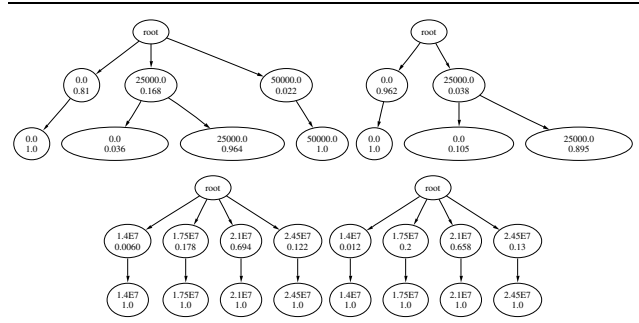 root
root
0.0
0.81
25000.0
0.168
50000.0
0.022
0.0
0.962
25000.0
0.038
0.0
1.0
0.0
0.036
25000.0
0.964
50000.0
1.0
0.0
1.0
0.0
0.105
25000.0
0.895
root
root
1.4E7
0.0060
1.75E7
0.178
2.1E7
0.694
2.45E7
0.122
1.4E7
0.012
1.75E7
0.2
2.1E7
0.658
2.45E7
0.13
1.4E7
1.0
1.75E7
1.0
2.1E7
1.0
2.45E7
1.0
1.4E7
1.0
1.75E7
1.0
2.1E7
1.0
2.45E7
1.0